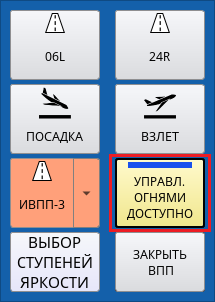 06L
24R
ПОСАДКА
ВЗЛЕТ
ИВПП-3
УПРАВЛ.
ОГНЯМИ
ДОСТУПНО
ВЫБОР
СТУПЕНЕЙ
ЯРКОСТИ
ЗАКРЫТЬ
ВПП